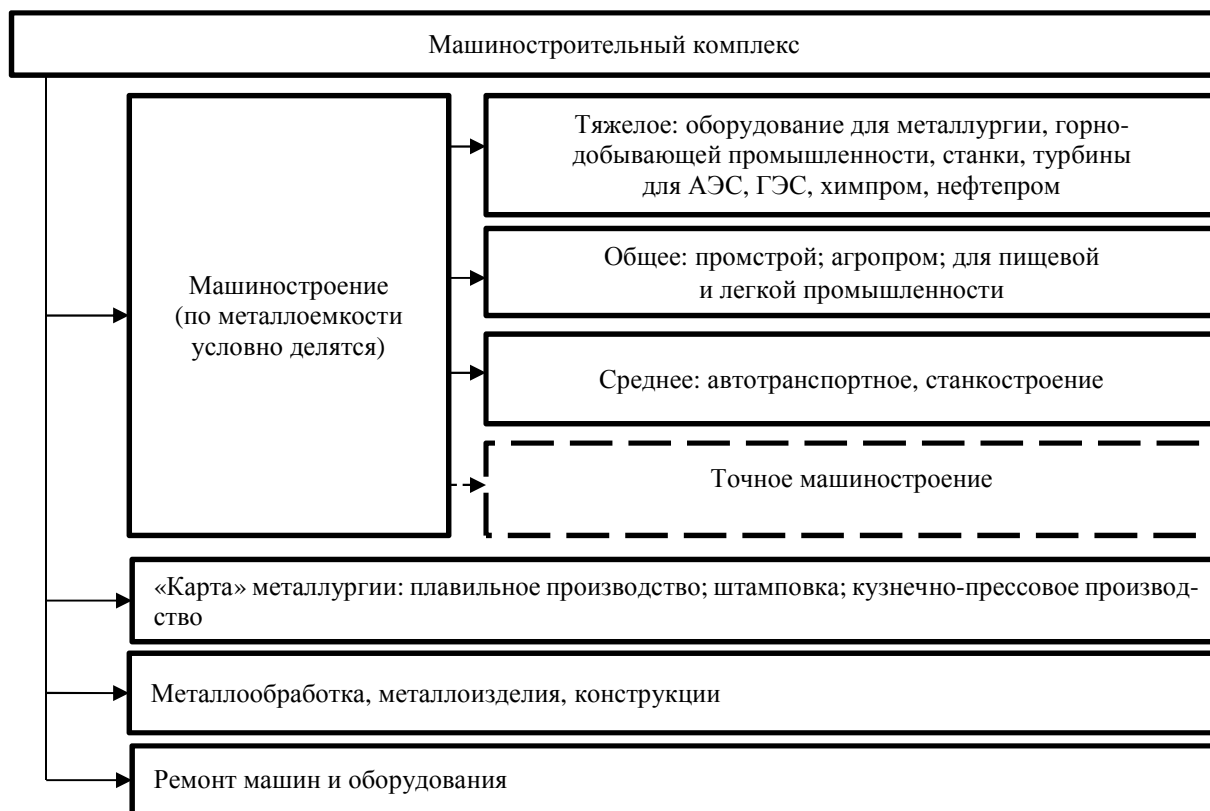 Машиностроительный комплекс
Тяжелое: оборудование для металлургии, горно-
добывающей промышленности, станки, турбины
для АЭС, ГЭС, химпром, нефтепром
Общее: промстрой; агропром; для пищевой
и легкой промышленности
Машиностроение
(по металлоемкости
условно делятся)
Среднее: автотранспортное, станкостроение
Точное машиностроение
«Карта» металлургии: плавильное производство; штамповка; кузнечно-прессовое производ-
ство
Металлообработка, металлоизделия, конструкции
Ремонт машин и оборудования